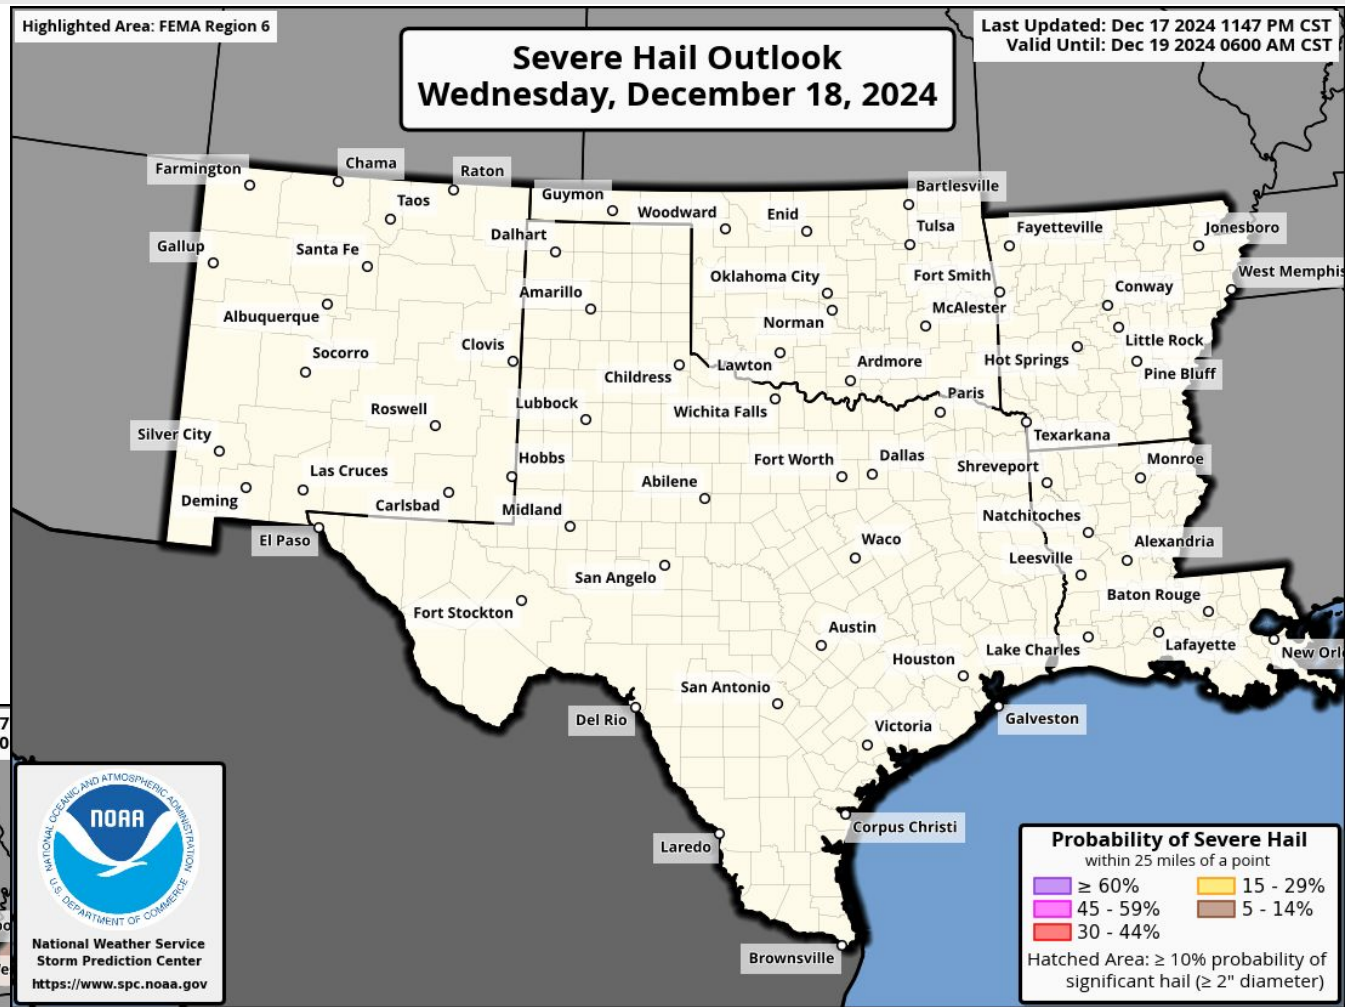 Highlighted Area: FEMA Region 6
Last Updated: Dec 17 2024 1147 PM CST
Valid Until: Dec 19 2024 0600 AM CST
Severe Hail Outlook
Wednesday, December 18, 2024
Farmington
Chama
Raton
Taos
Guymon
Woodward
Enid
Bartlesville
Tulsa
Fayetteville
Jonesboro
Gallup
Santa Fe
Dalhart
Oklahoma City
Fort Smith
West Memphis
Amarillo
Conway
Albuquerque
Norman
McAlester
Little Rock
Socorro
Clovis
Lawton
Ardmore
Hot Springs
Pine Bluff
Childress
Roswell
Lubbock
Wichita Falls
Paris
Silver City
Texarkana
Las Cruces
Hobbs
Fort Worth
Dallas
Shreveport
Monroe
Deming
Carlsbad
Midland
Abilene
Natchitoches
El Paso
Waco
Alexandria
San Angelo
Leesville
Fort Stockton
Baton Rouge
Austin
Lake Charles
Lafayette
New Orl
Houston
San Antonio
Del Rio
Victoria
Galveston
Laredo
Corpus Christi
Brownsville
NATIONAL OCEANIC AND ATMOSPHERIC ADMINISTRATION
NOAA
U.S. DEPARTMENT OF COMMERCE
National Weather Service
Storm Prediction Center
https://www.spc.noaa.gov
Probability of Severe Hail
within 25 miles of a point
≥ 60%
15 - 29%
45 - 59%
5 - 14%
30 - 44%
Hatched Area: ≥ 10% probability of
significant hail (≥ 2" diameter)